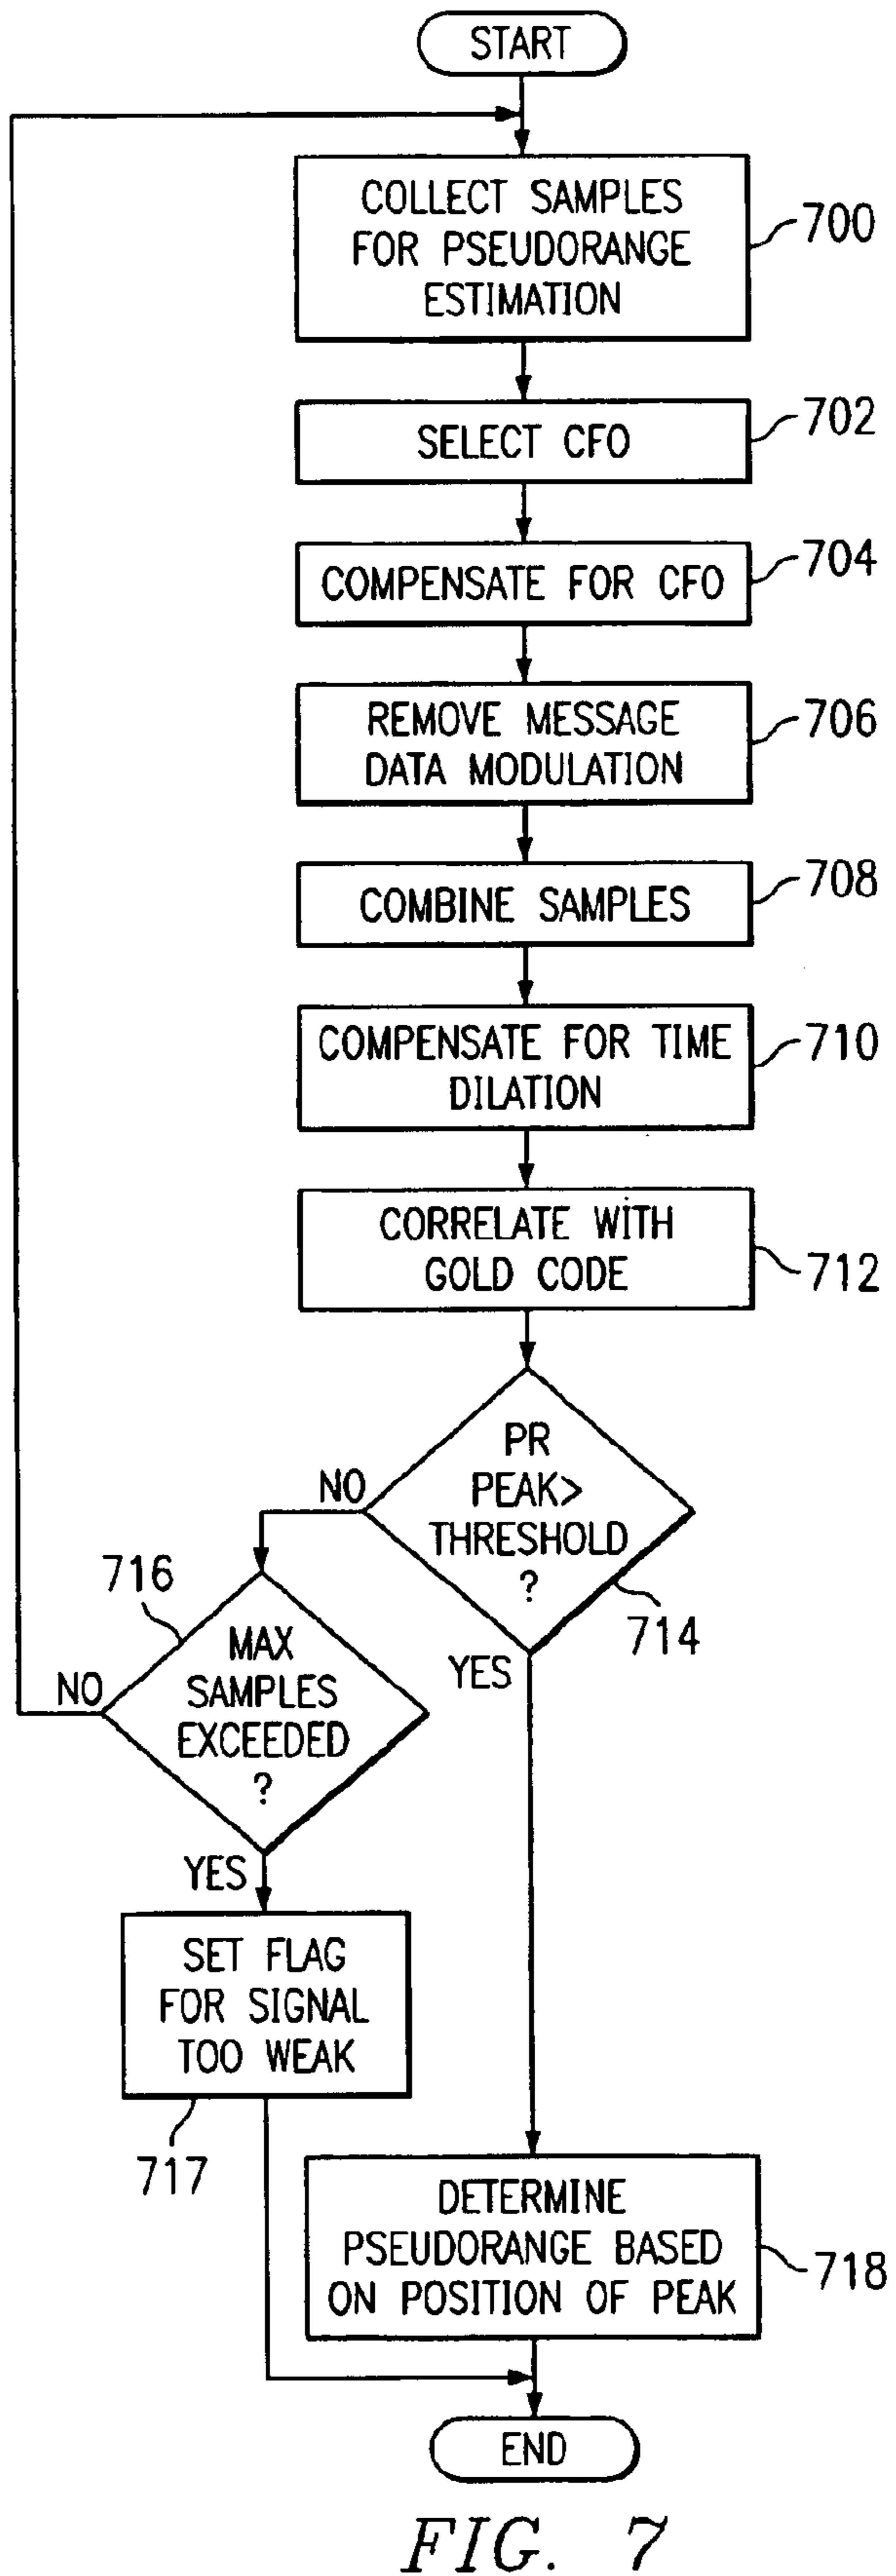 START
COLLECT SAMPLES
FOR PSEUDORANGE
ESTIMATION
700
SELECT CFO
702
COMPENSATE FOR CFO
704
REMOVE MESSAGE
DATA MODULATION
706
COMBINE SAMPLES
708
COMPENSATE FOR TIME
DILATION
710
CORRELATE WITH
GOLD CODE
712
PR
PEAK>
THRESHOLD
?
714
NO
YES
716
MAX
SAMPLES
EXCEEDED
?
NO
YES
SET FLAG
FOR SIGNAL
TOO WEAK
717
DETERMINE
PSEUDORANGE BASED
ON POSITION OF PEAK
718
END
FIG. 7